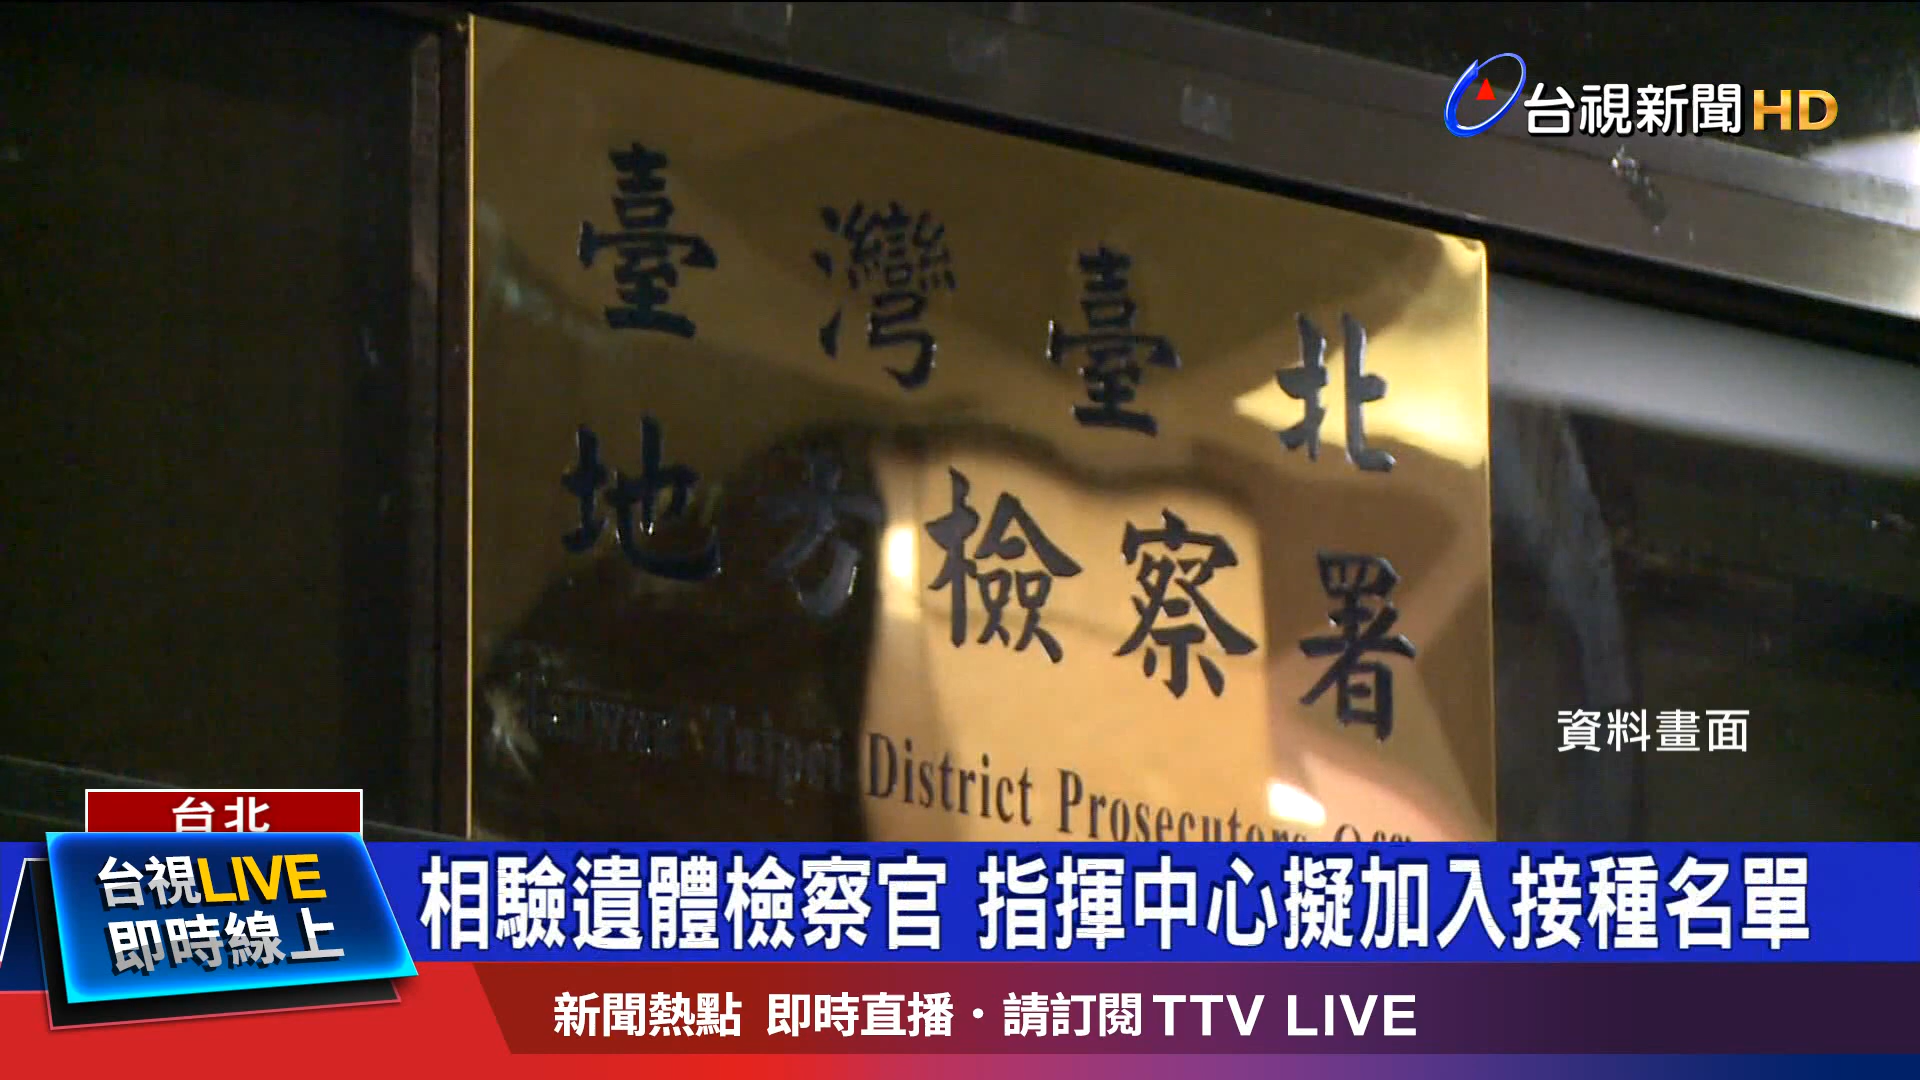 台視新聞HD
臺灣臺北
地方檢察署
Taiwan Taipei District Prosecutors
資料畫面
台北
台視LIVE
即時線上
相驗遺體檢察官 指揮中心擬加入接種名單
新聞熱點 即時直播・請訂閱TTV LIVE